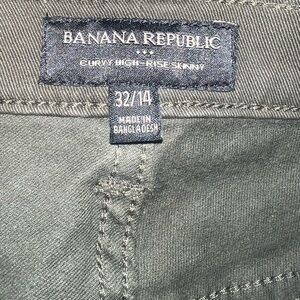 BANANA REPUBLIC
CURVY HIGH-RISE SKINNY
32/14
MADE IN
BANGLADESH